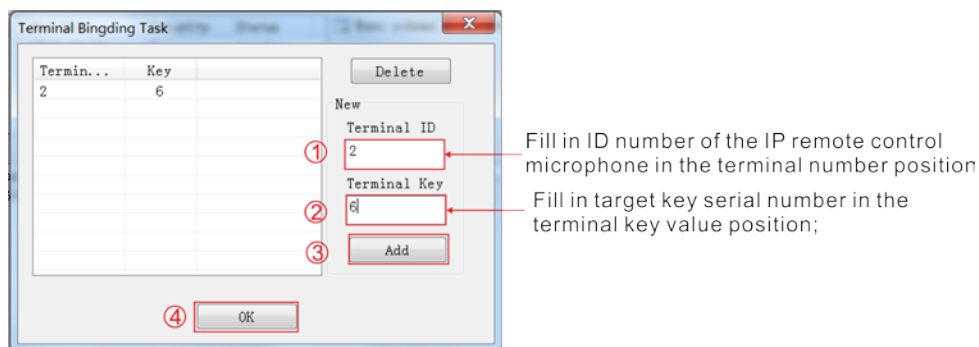 Terminal Bingding Task
Termin... Key
2 6
Delete
New
Terminal ID
① 2
Terminal Key
② 6
③ Add
④ OK
Fill in ID number of the IP remote control
microphone in the terminal number position
Fill in target key serial number in the
terminal key value position;